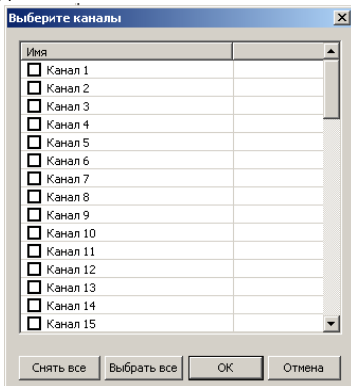 Выберите каналы
Имя
Канал 1
Канал 2
Канал 3
Канал 4
Канал 5
Канал 6
Канал 7
Канал 8
Канал 9
Канал 10
Канал 11
Канал 12
Канал 13
Канал 14
Канал 15
Снять все Выбрать все OK Отмена